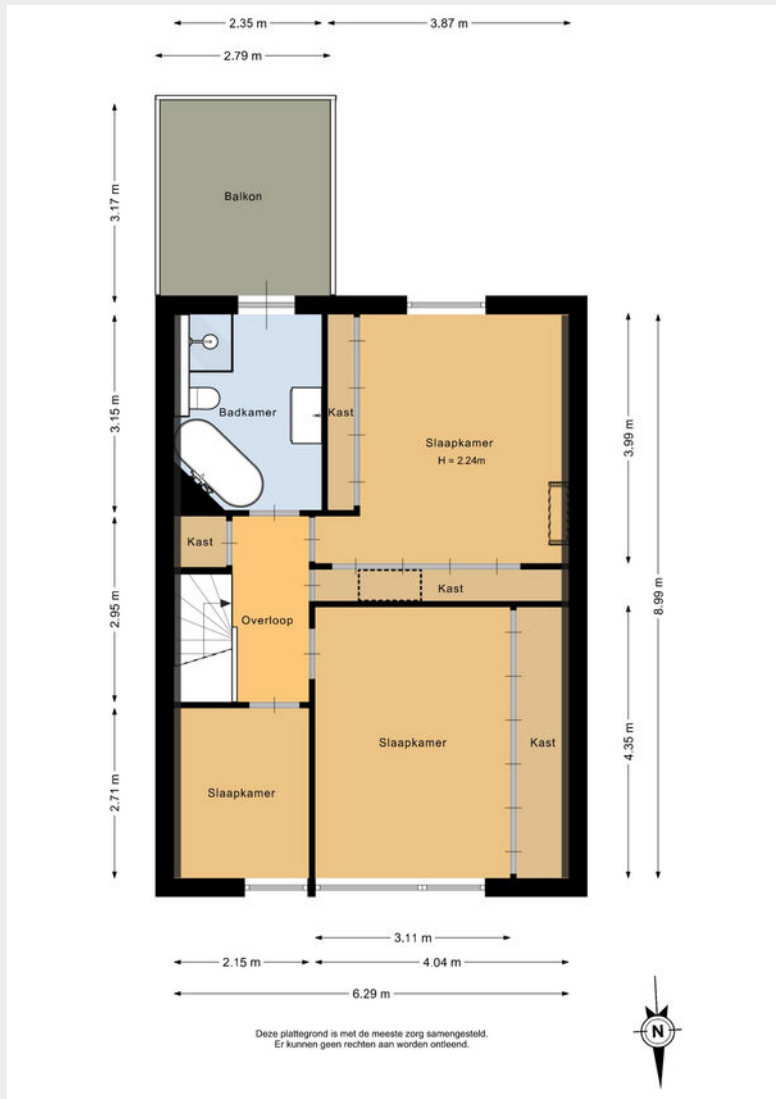 2.35 m
3.87 m
2.79 m
3.17 m
Balkon
3.15 m
Badkamer
Kast
Slaapkamer
H = 2.24m
3.99 m
Kast
Kast
2.95 m
Overloop
8.99 m
Slaapkamer
Kast
4.35 m
2.71 m
Slaapkamer
3.11 m
2.15 m
4.04 m
6.29 m
N
Deze plattegrond is met de meeste zorg samengesteld.
Er kunnen geen rechten aan worden ontleend.